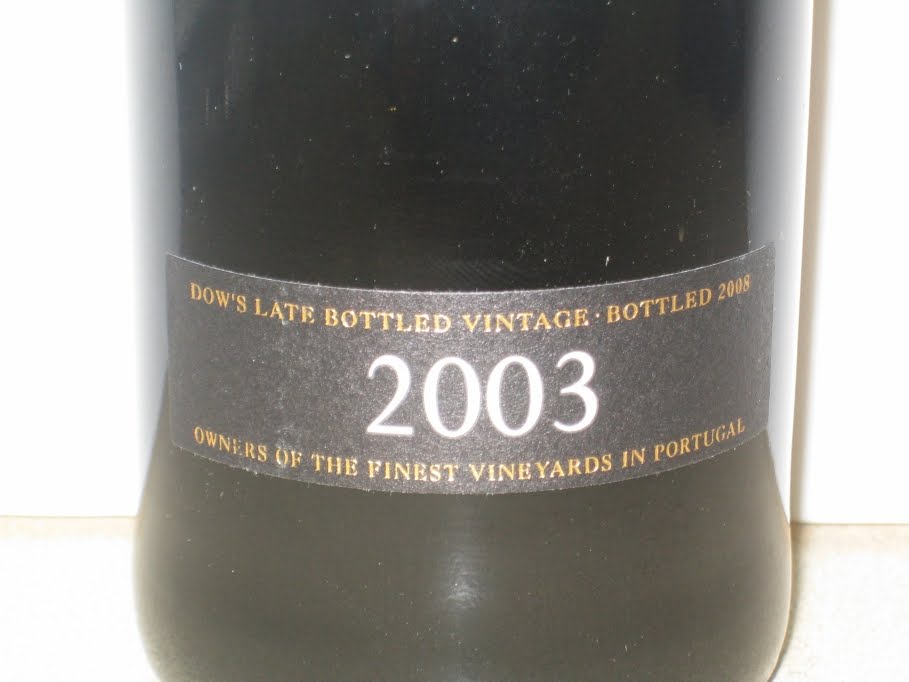 DOW'S LATE BOTTLED VINTAGE · BOTTLED 2008
2003
OWNERS OF THE FINEST VINEYARDS IN PORTUGAL